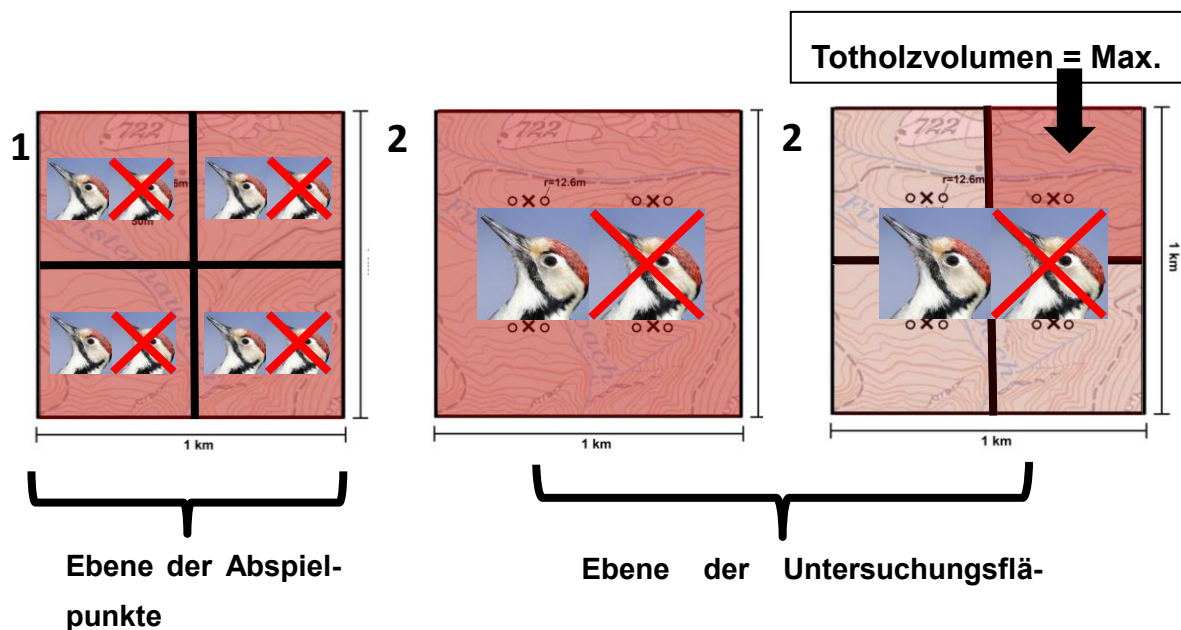 Totholzvolumen = Max.
1
2
2
722
722
r=12.6m
r=12.6m
1 km
1 km
1 km
1 km
Ebene der Abspiel-
punkte
Ebene der Untersuchungsflä-